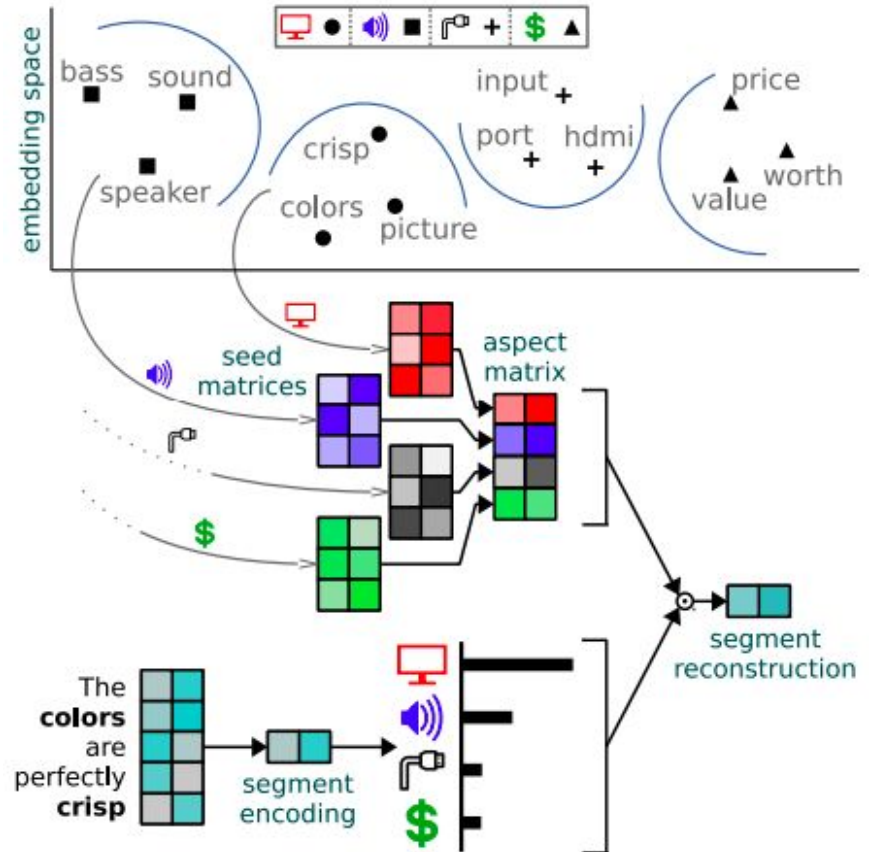 embedding space
bass
sound
speaker
crisp
colors
picture
input
port
hdmi
price
worth
value
$
seed
matrices
aspect
matrix
$
The
colors
are
perfectly
crisp
segment
encoding
$
segment
reconstruction